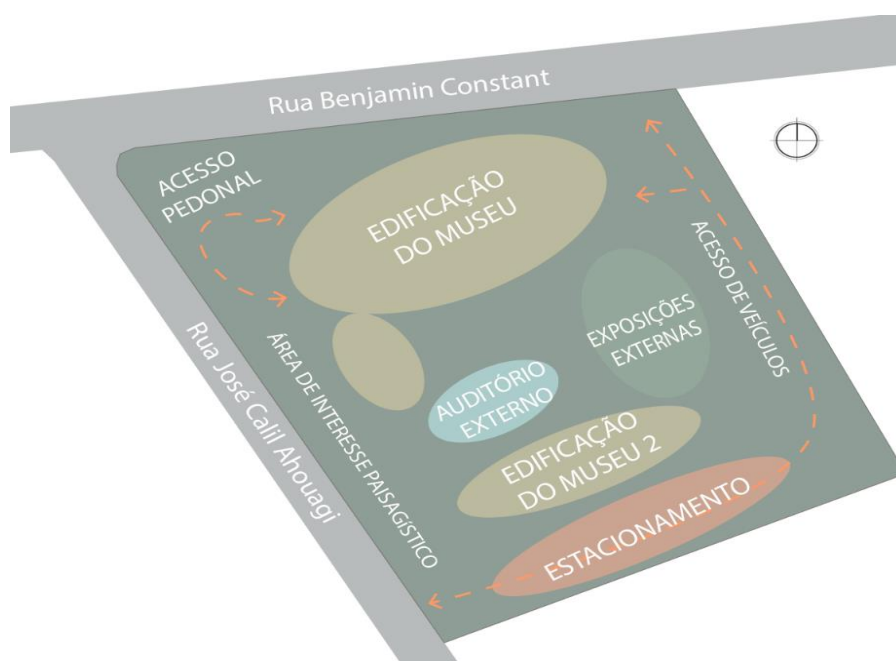 Rua Benjamin Constant
ACESSO
PEDONAL
EDIFICAÇÃO
DO MUSEU
ACESSO DE VEÍCULOS
EXPOSIÇÕES
EXTERNAS
Rua José Calil Ahouagi
ÁREA DE INTERESSE PAISAGÍSTICO
AUDITÓRIO
EXTERNO
EDIFICAÇÃO
DO MUSEU 2
ESTACIONAMENTO